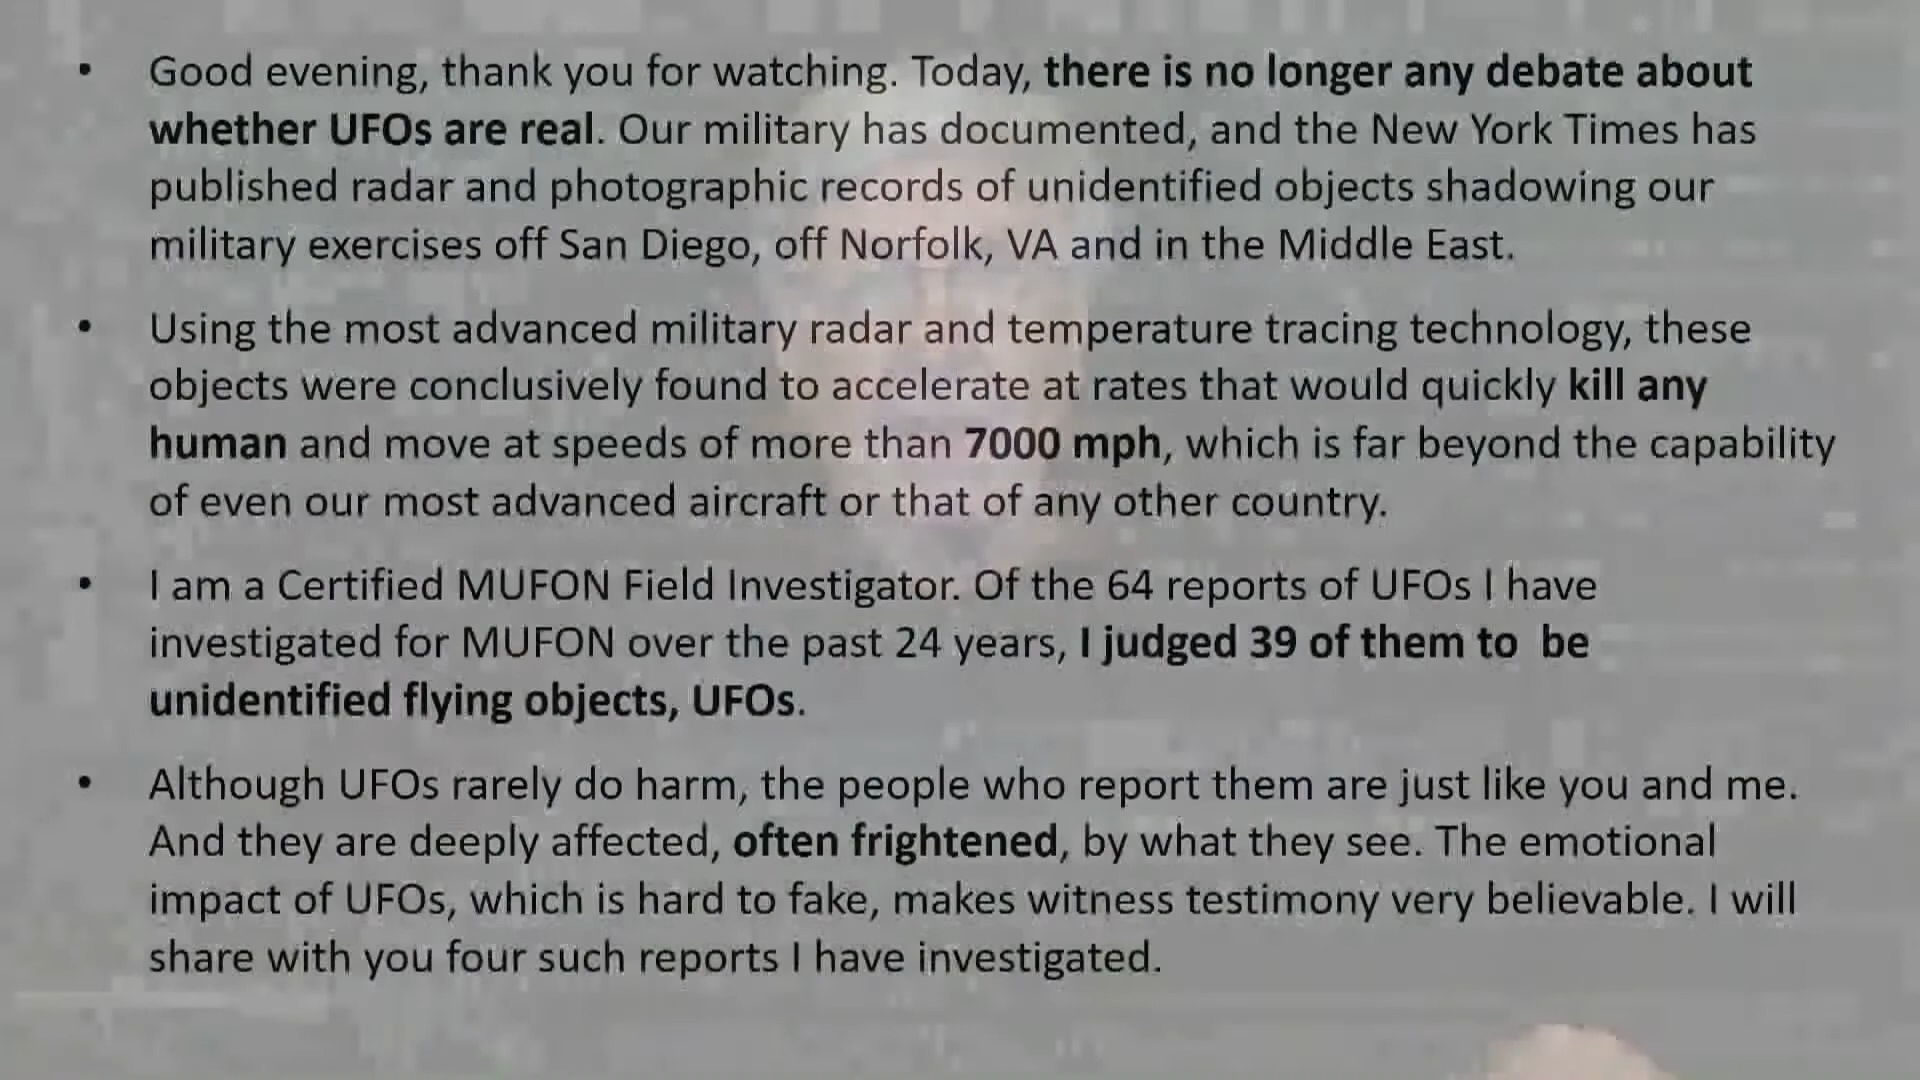 • Good evening, thank you for watching. Today, there is no longer any debate about
whether UFOs are real. Our military has documented, and the New York Times has
published radar and photographic records of unidentified objects shadowing our
military exercises off San Diego, off Norfolk, VA and in the Middle East.
• Using the most advanced military radar and temperature tracing technology, these
objects were conclusively found to accelerate at rates that would quickly kill any
human and move at speeds of more than 7000 mph, which is far beyond the capability
of even our most advanced aircraft or that of any other country.
• I am a Certified MUFON Field Investigator. Of the 64 reports of UFOs I have
investigated for MUFON over the past 24 years, I judged 39 of them to  be
unidentified flying objects, UFOs.
• Although UFOs rarely do harm, the people who report them are just like you and me.
And they are deeply affected, often frightened, by what they see. The emotional
impact of UFOs, which is hard to fake, makes witness testimony very believable. I will
share with you four such reports I have investigated.